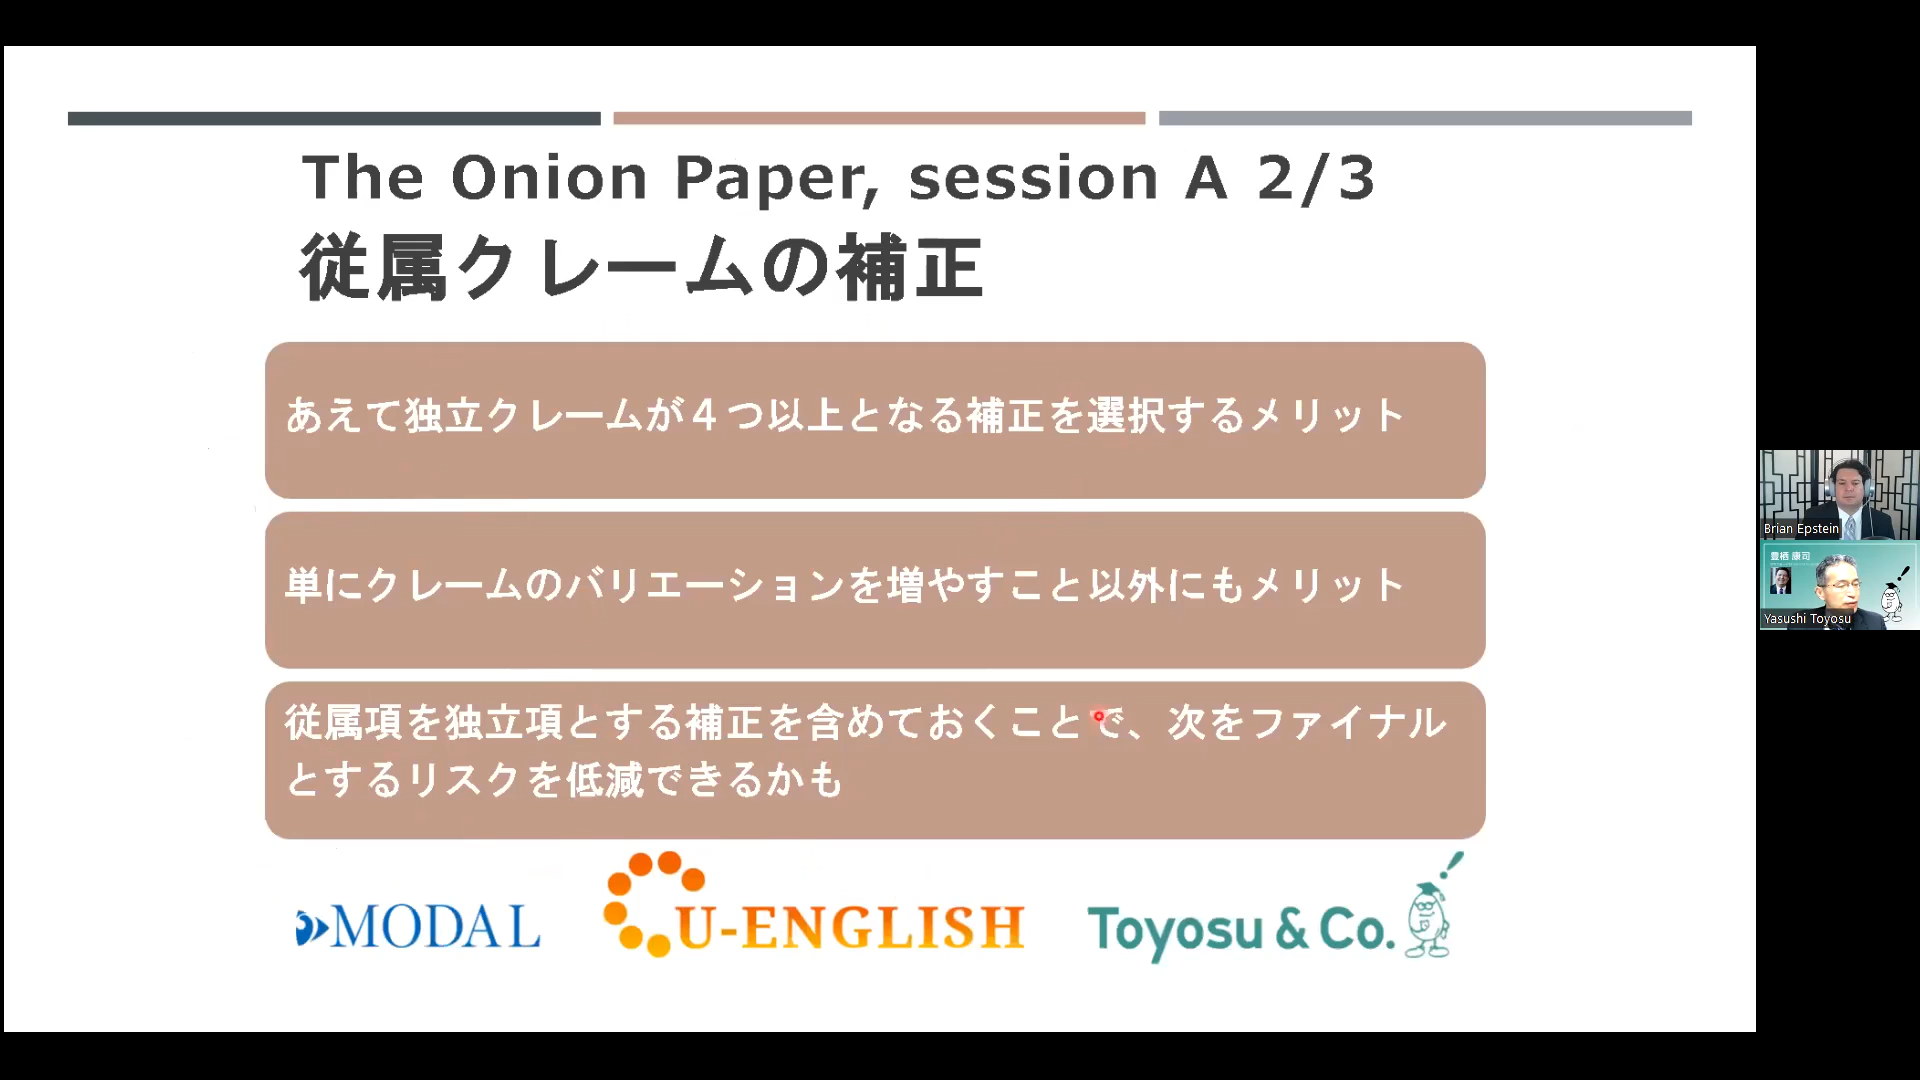 The Onion Paper, session A 2/3
従属クレームの補正
あえて独立クレームが４つ以上となる補正を選択するメリット
単にクレームのバリエーションを増やすこと以外にもメリット
従属項を独立項とする補正を含めておくことで、次をファイナル
とするリスクを低減できるかも
MODAL
U-ENGLISH
Toyosu & Co.
Brian Epstein
豊栖 康司
Yasushi Toyosu